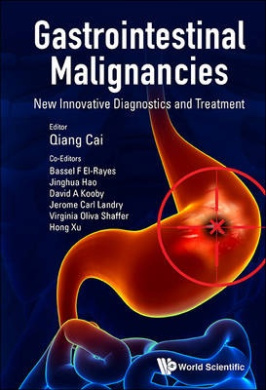 Gastrointestinal
Malignancies
New Innovative Diagnostics and Treatment
Editor
Qiang Cai
Co-Editors
Bassel F El-Rayes
Jinghua Hao
David A Kooby
Jerome Carl Landry
Virginia Oliva Shaffer
Hong Xu
World Scientific